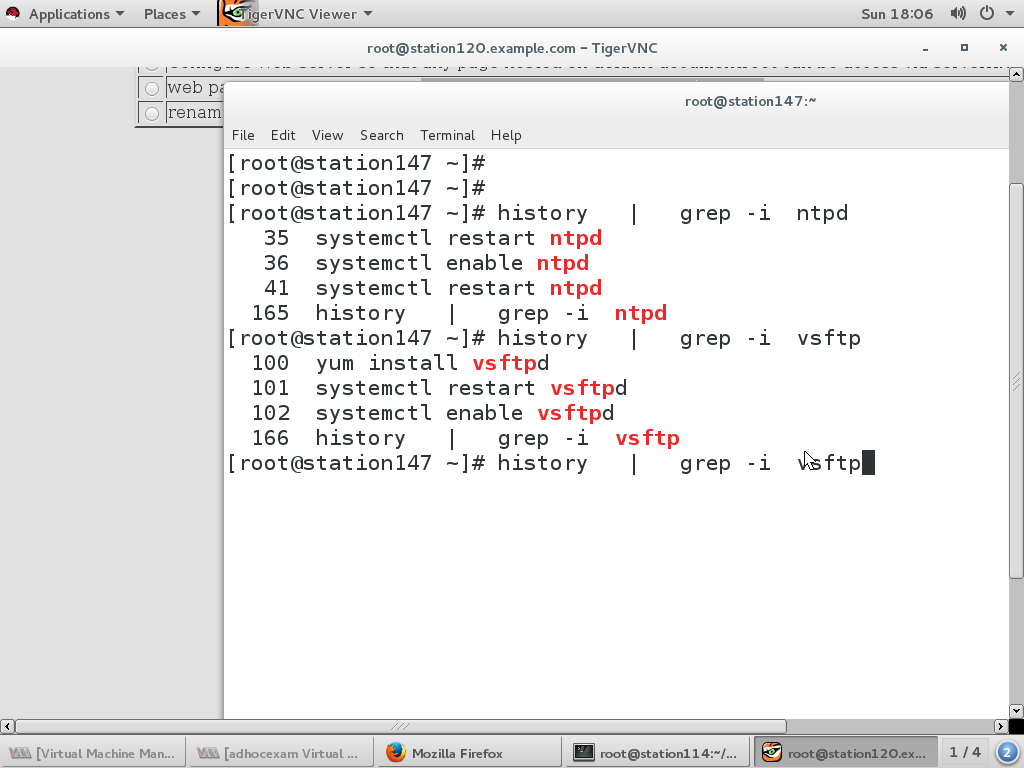 Applications Places TigerVNC Viewer Sun 18:06
root@station120.example.com – TigerVNC
web pa
renam
root@station147:~
File Edit View Search Terminal Help
[root@station147 ~]#
[root@station147 ~]#
[root@station147 ~]# history | grep -i ntpd
35 systemctl restart ntpd
36 systemctl enable ntpd
41 systemctl restart ntpd
165 history | grep -i ntpd
[root@station147 ~]# history | grep -i vsftp
100 yum install vsftpd
101 systemctl restart vsftpd
102 systemctl enable vsftpd
166 history | grep -i vsftp
[root@station147 ~]# history | grep -i vsftp
[Virtual Machine Man... [adhocexam Virtual ... Mozilla Firefox root@station114:~/... root@station120.ex... 1 / 4 2